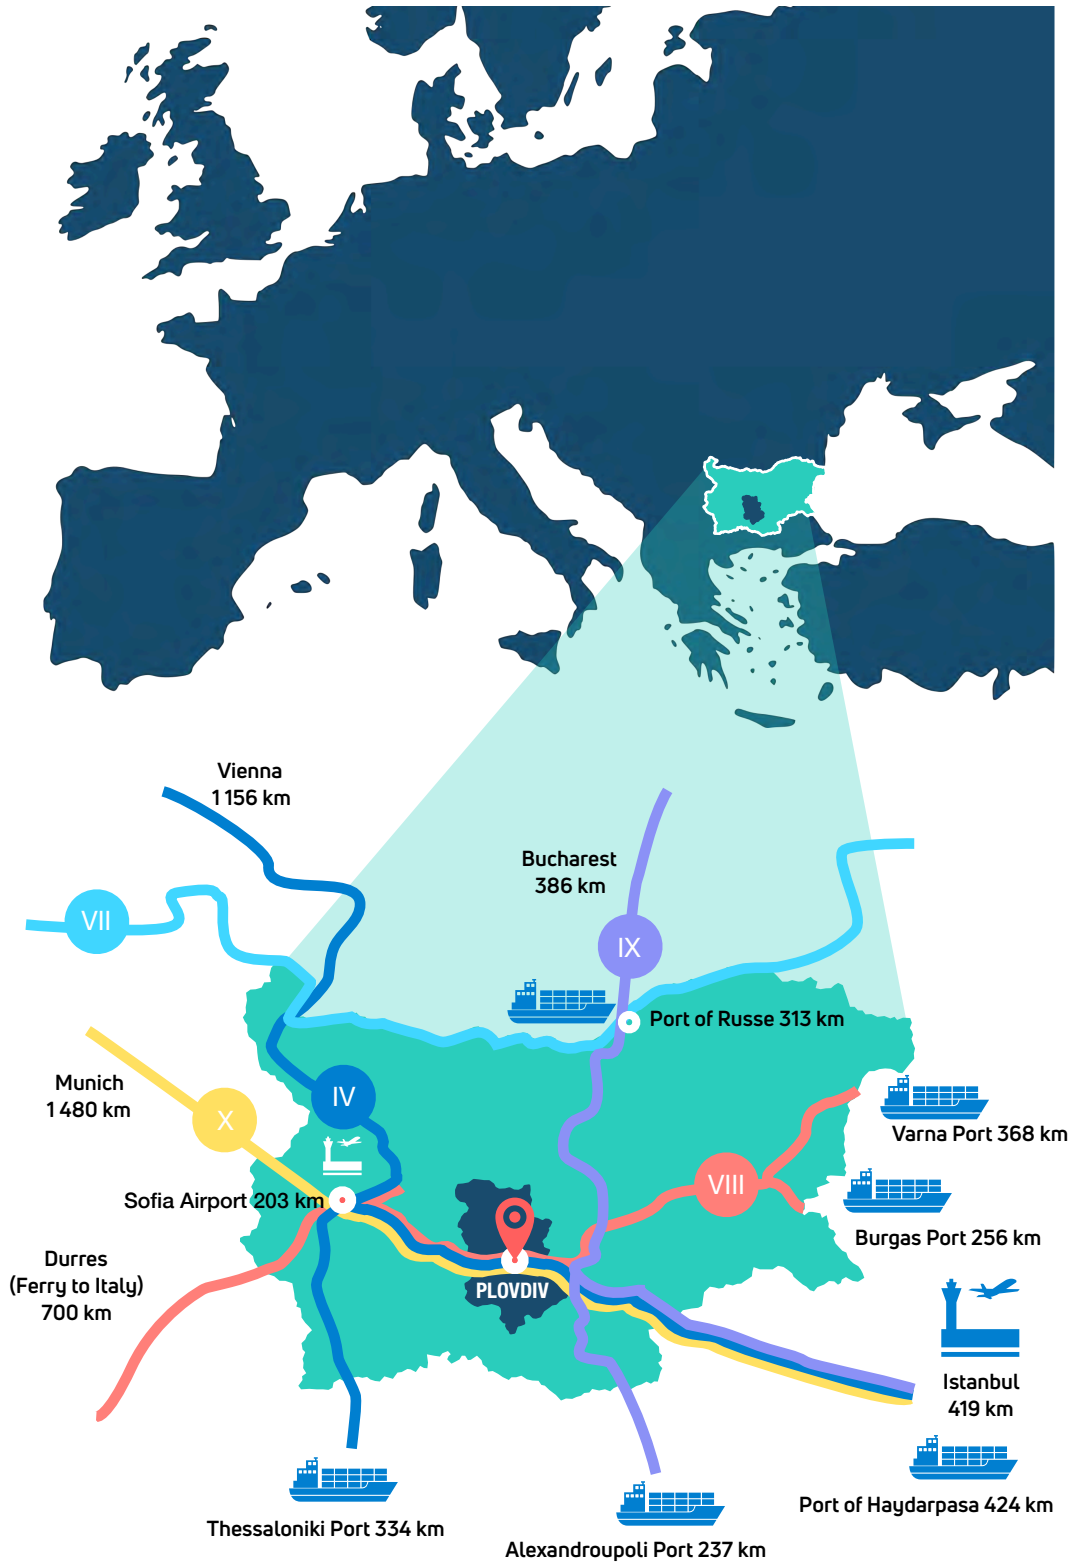 Vienna
1 156 km
Bucharest
386 km
VII
IX
Port of Russe 313 km
Munich
1 480 km
IV
X
Varna Port 368 km
Sofia Airport 203 km
VIII
Burgas Port 256 km
Durres
(Ferry to Italy)
700 km
PLOVDIV
Istanbul
419 km
Port of Haydarpasa 424 km
Thessaloniki Port 334 km
Alexandroupoli Port 237 km